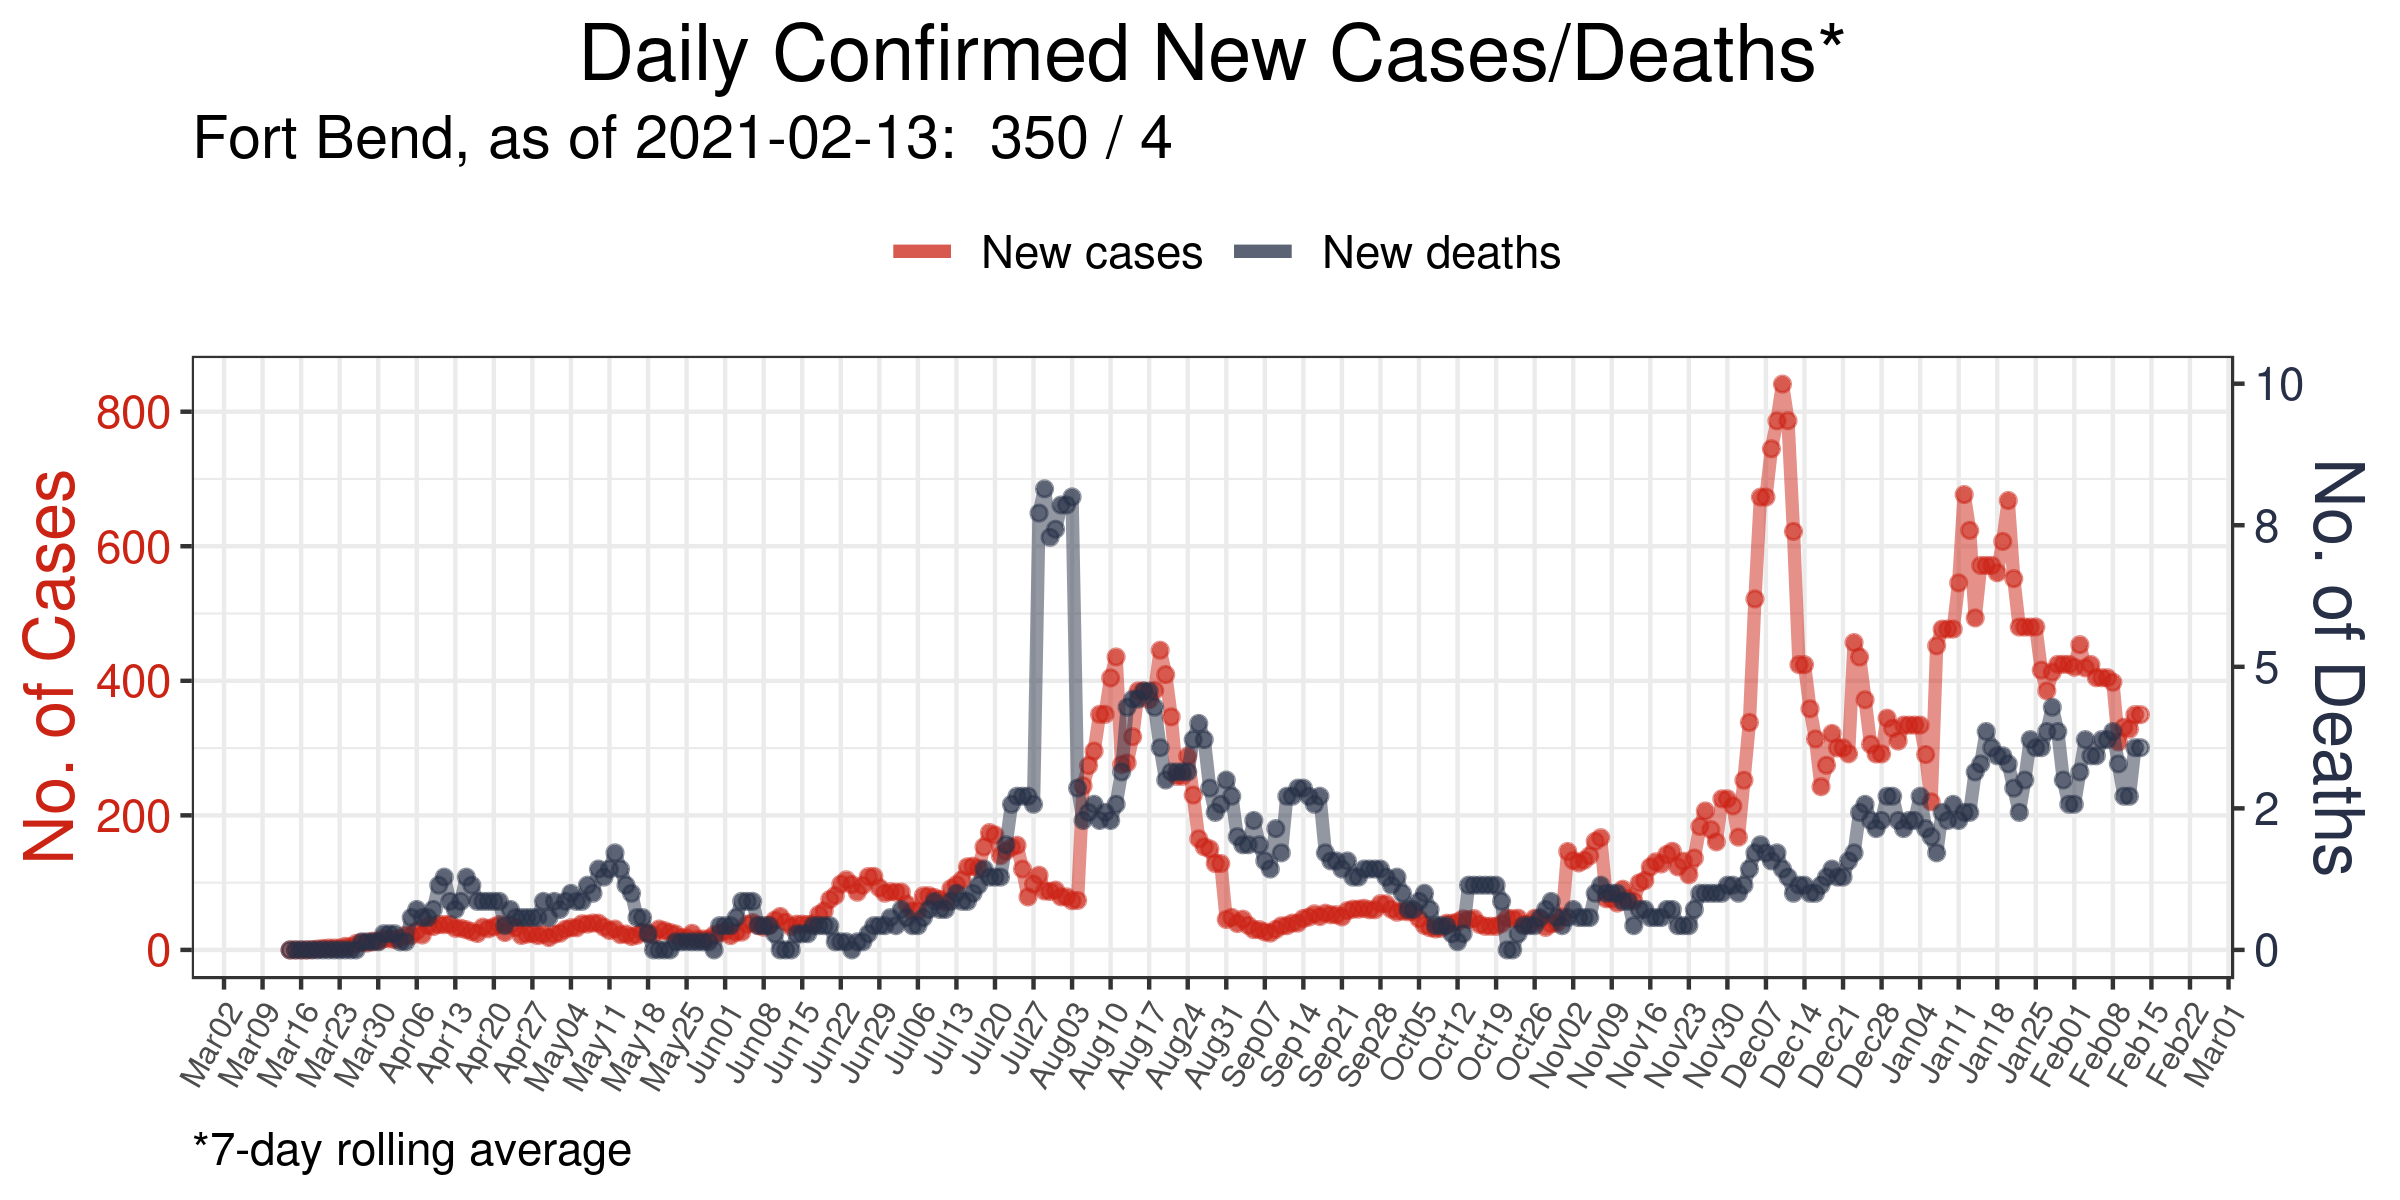 Daily Confirmed New Cases/Deaths*
Fort Bend, as of 2021-02-13:  350 / 4
New cases
New deaths
No. of Cases
800
600
400
200
0
10
8
5
2
0
No. of Deaths
Mar02
Mar09
Mar16
Mar23
Mar30
Apr06
Apr13
Apr20
Apr27
May04
May11
May18
May25
Jun01
Jun08
Jun15
Jun22
Jun29
Jul06
Jul13
Jul20
Jul27
Aug03
Aug10
Aug17
Aug24
Aug31
Sep07
Sep14
Sep21
Sep28
Oct05
Oct12
Oct19
Oct26
Nov02
Nov09
Nov16
Nov23
Nov30
Dec07
Dec14
Dec21
Dec28
Jan04
Jan11
Jan18
Jan25
Feb01
Feb08
Feb15
Feb22
Mar01
*7-day rolling average